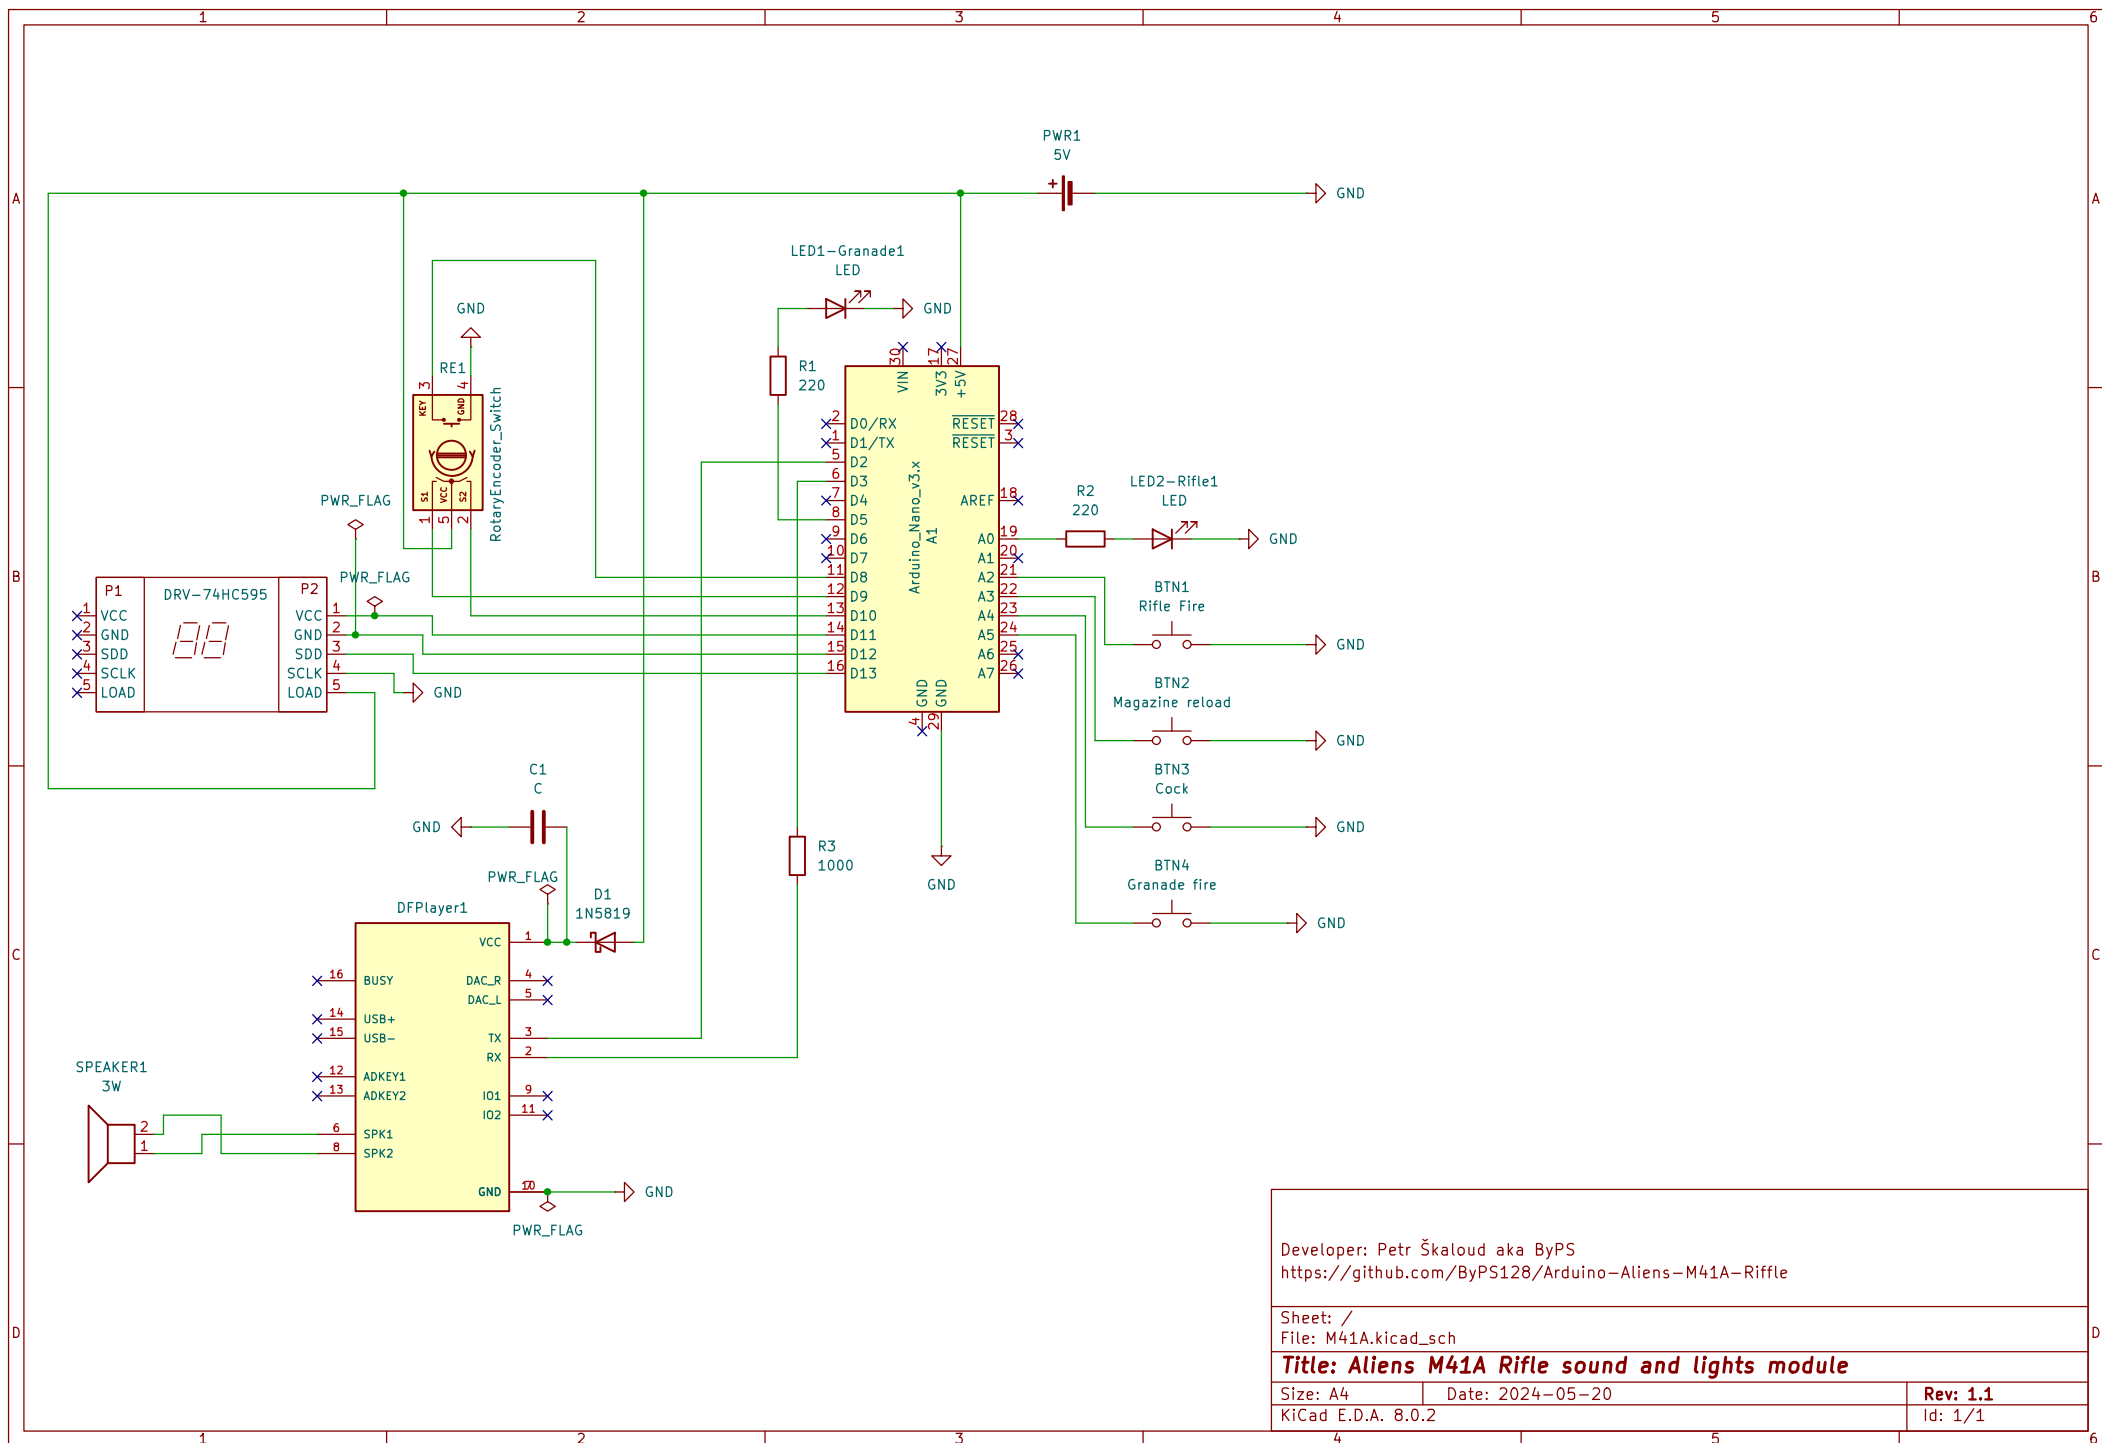 1 2 3 4 5 6
A A
B B
C C
D D
PWR1
5V
GND
LED1-Granade1
LED
GND
GND
RE1
3 4
KEY GND
RotaryEncoder_Switch
S1 VCC S2
1 5 2
R1
220
30 17 27
VIN 3V3 +5V
2 D0/RX
1 D1/TX
5 D2
6 D3
7 D4
8 D5
9 D6
10 D7
11 D8
12 D9
13 D10
14 D11
15 D12
16 D13
Arduino_Nano_v3.x
A1
RESET 28
RESET 3
AREF 18
A0 19
A1 20
A2 21
A3 22
A4 23
A5 24
A6 25
A7 26
GND GND
4 29
GND
R2
220
LED2-Rifle1
LED
GND
BTN1
Rifle Fire
GND
BTN2
Magazine reload
GND
BTN3
Cock
GND
BTN4
Granade fire
GND
PWR_FLAG
PWR_FLAG
P1 DRV-74HC595 P2
1 VCC VCC 1
2 GND GND 2
3 SDD SDD 3
4 SCLK SCLK 4
5 LOAD LOAD 5
GND
C1
C
GND
R3
1000
PWR_FLAG
D1
1N5819
DFPlayer1
VCC 1
16 BUSY DAC_R 4
DAC_L 5
14 USB+
15 USB- TX 3
RX 2
12 ADKEY1
13 ADKEY2 IO1 9
IO2 11
6 SPK1
8 SPK2
GND 10
GND
PWR_FLAG
SPEAKER1
3W
2
1
Developer: Petr Škaloud aka ByPS
https://github.com/ByPS128/Arduino-Aliens-M41A-Riffle
Sheet: /
File: M41A.kicad_sch
Title: Aliens M41A Rifle sound and lights module
Size: A4 Date: 2024-05-20 Rev: 1.1
KiCad E.D.A. 8.0.2 Id: 1/1
1 2 3 4 5 6